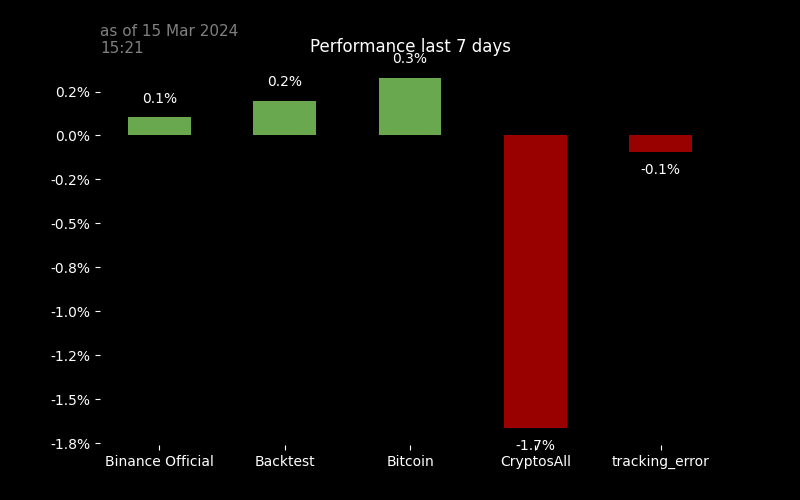 as of 15 Mar 2024
15:21
Performance last 7 days
0.2%
0.0%
-0.2%
-0.5%
-0.8%
-1.0%
-1.2%
-1.5%
-1.8%
0.1%
0.2%
0.3%
-1.7%
-0.1%
Binance Official
Backtest
Bitcoin
CryptosAll
tracking_error